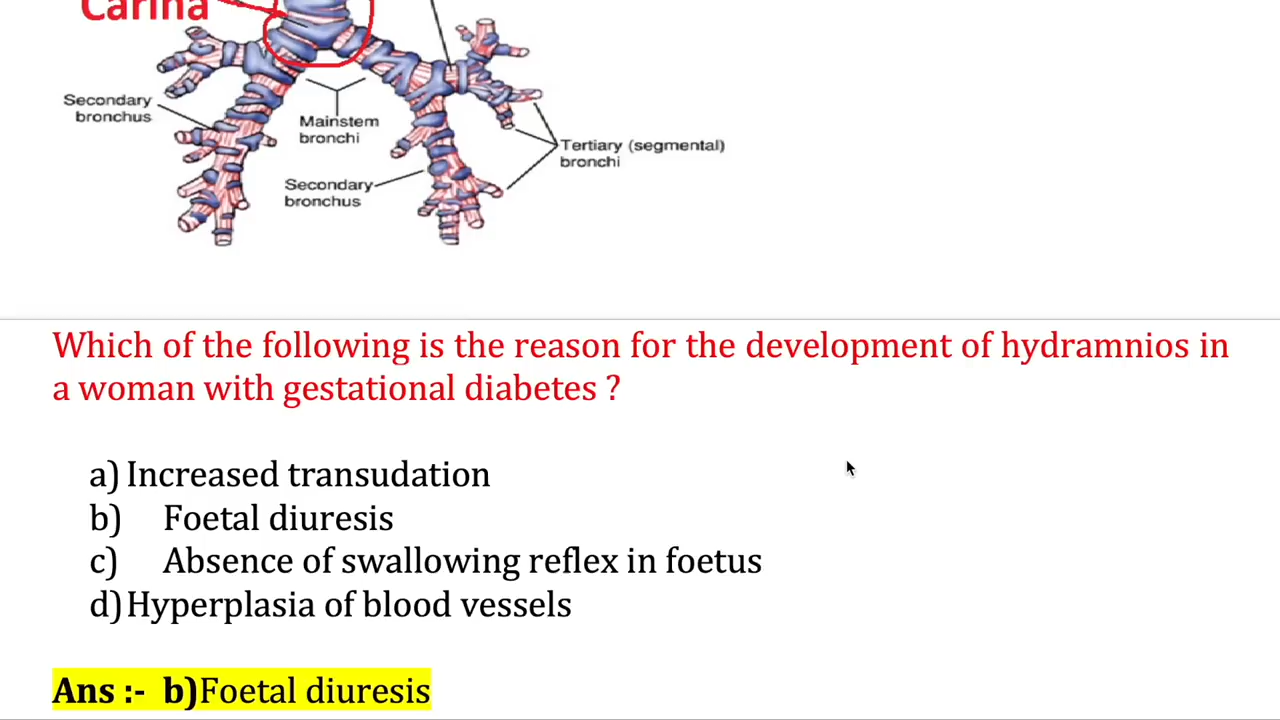 Carina
Secondary
bronchus
Mainstem
bronchi
Tertiary (segmental)
bronchi
Secondary
bronchus
Which of the following is the reason for the development of hydramnios in
a woman with gestational diabetes ?
a) Increased transudation
b) Foetal diuresis
c) Absence of swallowing reflex in foetus
d) Hyperplasia of blood vessels
Ans :- b)Foetal diuresis